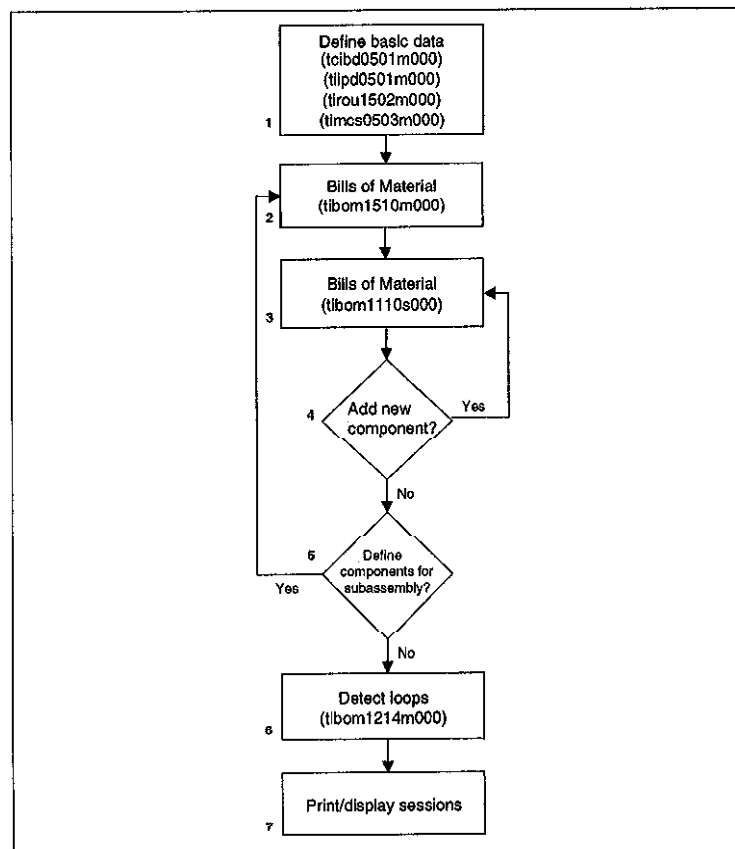 Define basic data
(tcibd0501m000)
(tiipd0501m000)
(tirou1502m000)
(timcs0503m000)
1
Bills of Material
(tibom1510m000)
2
Bills of Material
(tibom1110s000)
3
4
Add new
component?
Yes
No
5
Define
components for
subassembly?
Yes
No
Detect loops
(tibom1214m000)
6
Print/display sessions
7